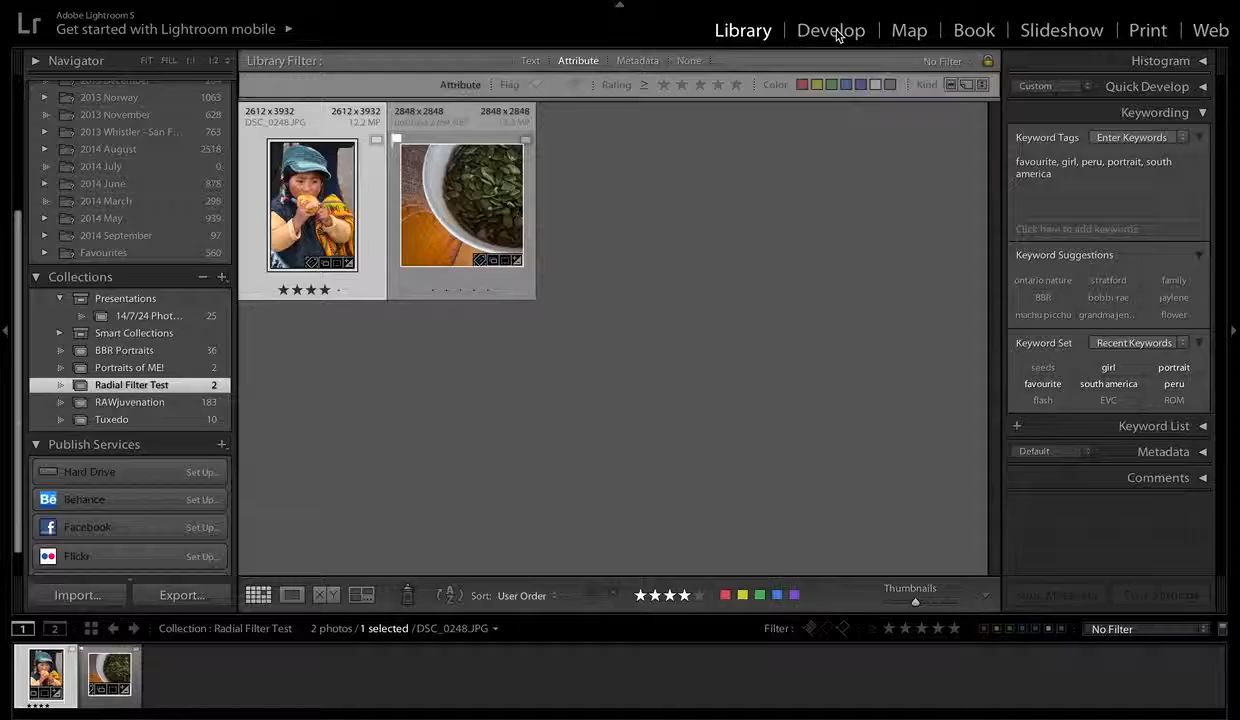 Lr
Adobe Lightroom 5
Get started with Lightroom mobile
Library
Develop
Map
Book
Slideshow
Print
Web
Navigator
FIT
FILL
1:1
1:2
2013 Norway 1063
2013 November 228
2013 Whistler - San F... 763
2014 August 2518
2014 July 0
2014 June 878
2014 March 298
2014 May 939
2014 September 97
Favourites 560
Collections
Presentations
14/7/24 Phot... 25
Smart Collections
BBR Portraits 36
Portraits of ME! 2
Radial Filter Test 2
RAWjuvenation 183
Tuxedo 10
Publish Services
Hard Drive Set Up...
Bē Behance Set Up...
f Facebook Set Up...
Flickr Set Up...
Import...
Export...
Library Filter :
Text
Attribute
Metadata
None
No Filter
Attribute
Flag
Rating ≥
Color
Kind
2612 x 3932 2612 x 3932
DSC_0248.JPG 12.2 MP
2848 x 2848 2848 x 2848
XY
Sort: User Order
Thumbnails
Histogram
Custom
Quick Develop
Keywording
Keyword Tags Enter Keywords
favourite, girl, peru, portrait, south
america
Click here to add keywords
Keyword Suggestions
ontario nature stratford family
BBR bobbi-rae jaylene
machu picchu grandma jen... flower
Keyword Set Recent Keywords
seeds girl portrait
favourite south america peru
flash EVC ROM
Keyword List
Default
Metadata
Comments
1
2
Collection : Radial Filter Test
2 photos / 1 selected / DSC_0248.JPG
Filter :
No Filter